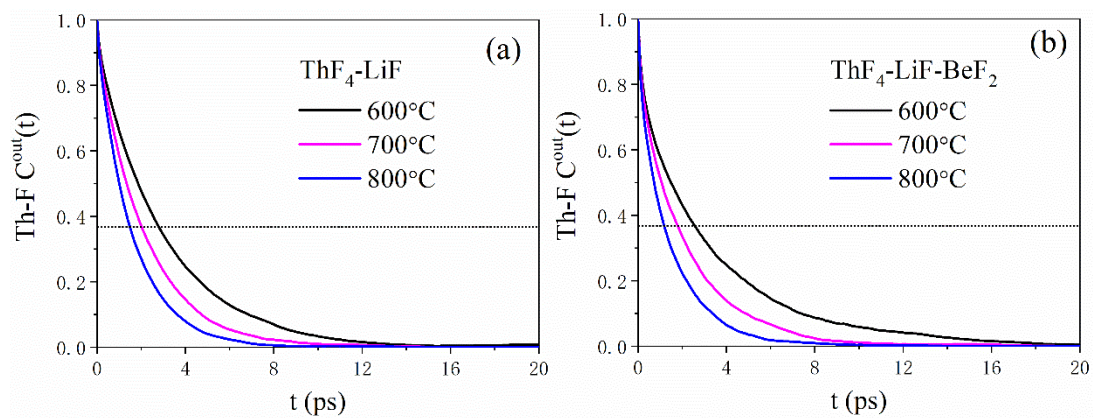 1.0
0.8
0.6
0.4
0.2
0.0
Th-F C^out(t)
(a)
ThF₄-LiF
600°C
700°C
800°C
0 4 8 12 16 20
t (ps)
1.0
0.8
0.6
0.4
0.2
0.0
Th-F C^out(t)
(b)
ThF₄-LiF-BeF₂
600°C
700°C
800°C
0 4 8 12 16 20
t (ps)